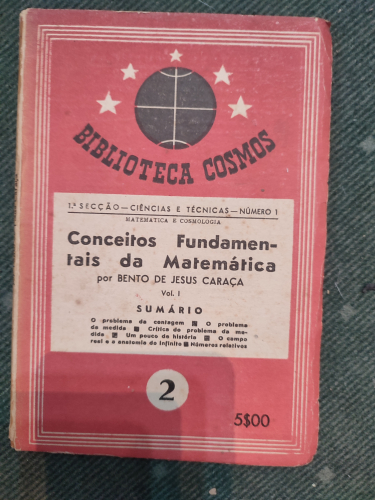 BIBLIOTECA COSMOS
1.ª SECÇÃO — CIÊNCIAS E TÉCNICAS — NÚMERO 1
MATEMÁTICA E COSMOLOGIA
Conceitos Fundamen-
tais da Matemática
por BENTO DE JESUS CARAÇA
Vol. I
SUMÁRIO
O problema da contagem ■ O problema
da medida ■ Crítica do problema da me-
dida ■ Um pouco de história ■ O campo
real e a anatomia do infinito ■ Números relativos
2
5$00